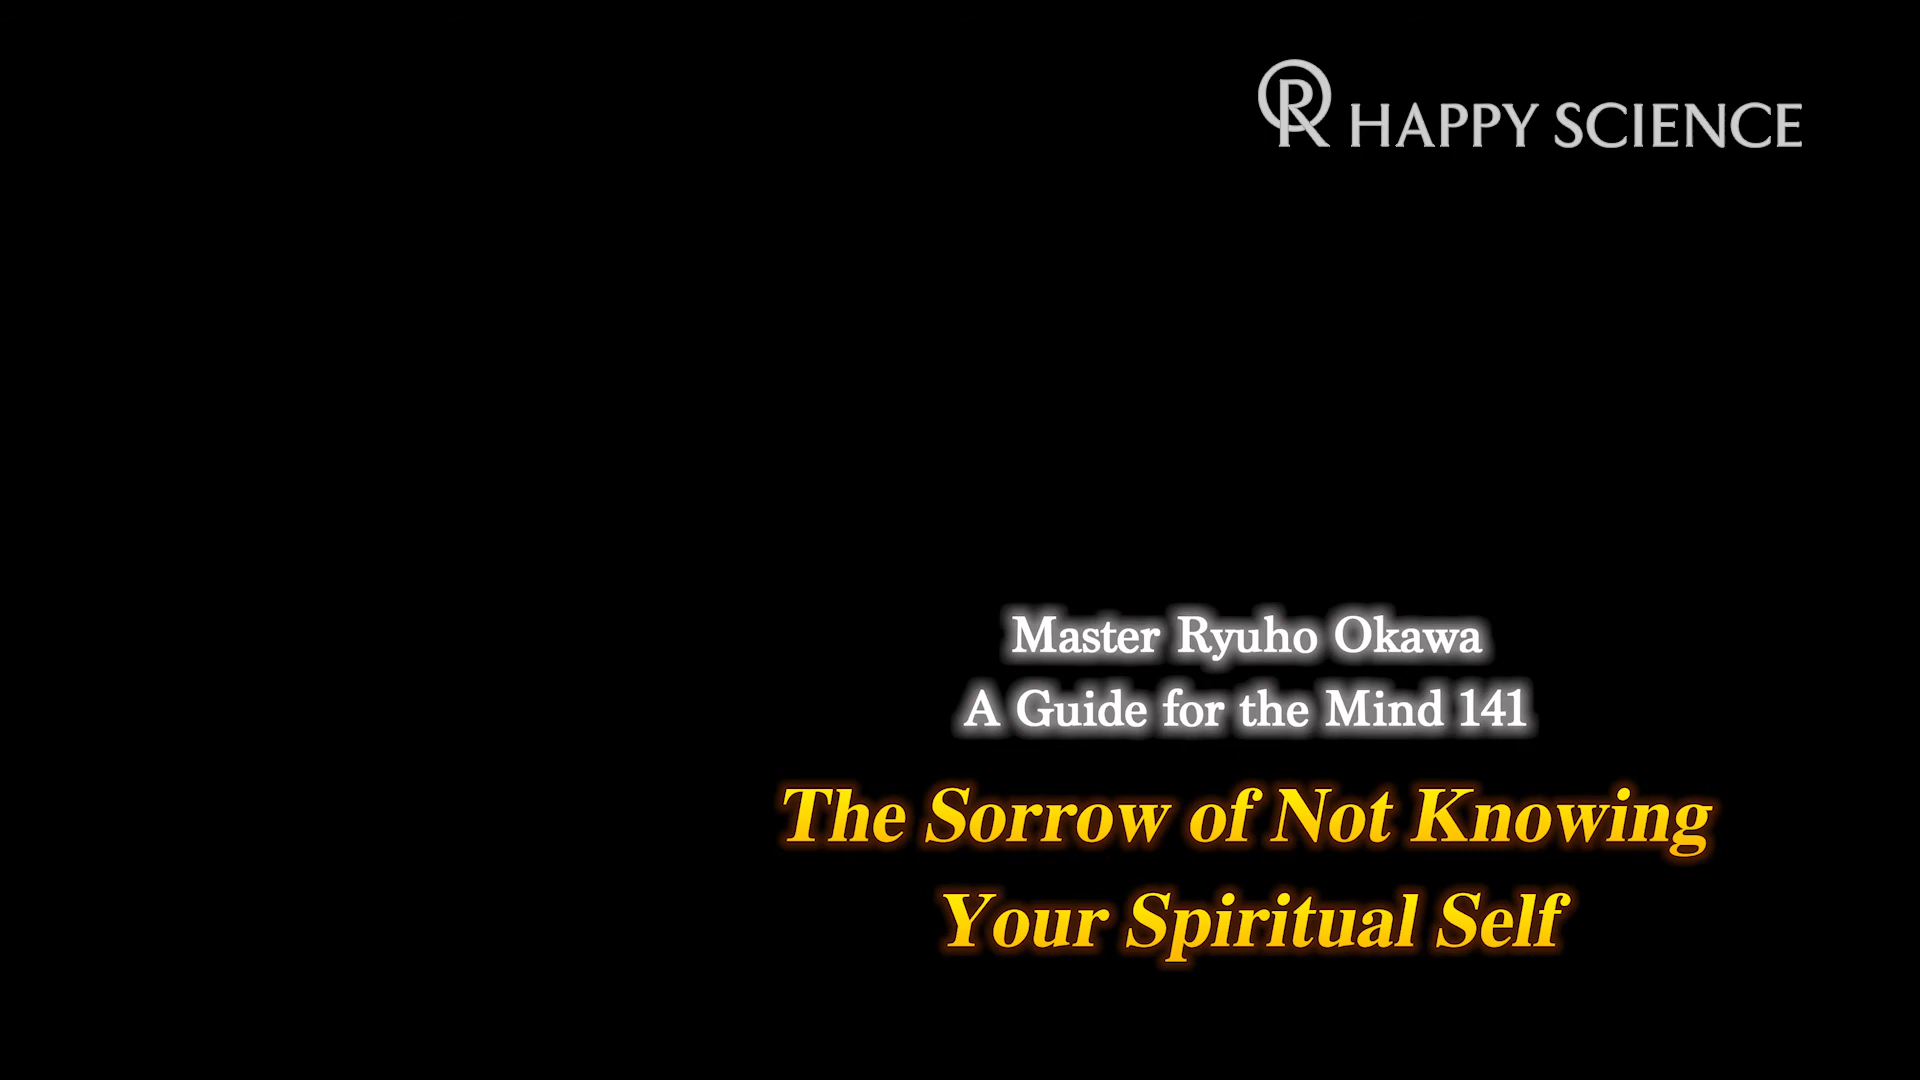 HAPPY SCIENCE
Master Ryuho Okawa
A Guide for the Mind 141
The Sorrow of Not Knowing
Your Spiritual Self